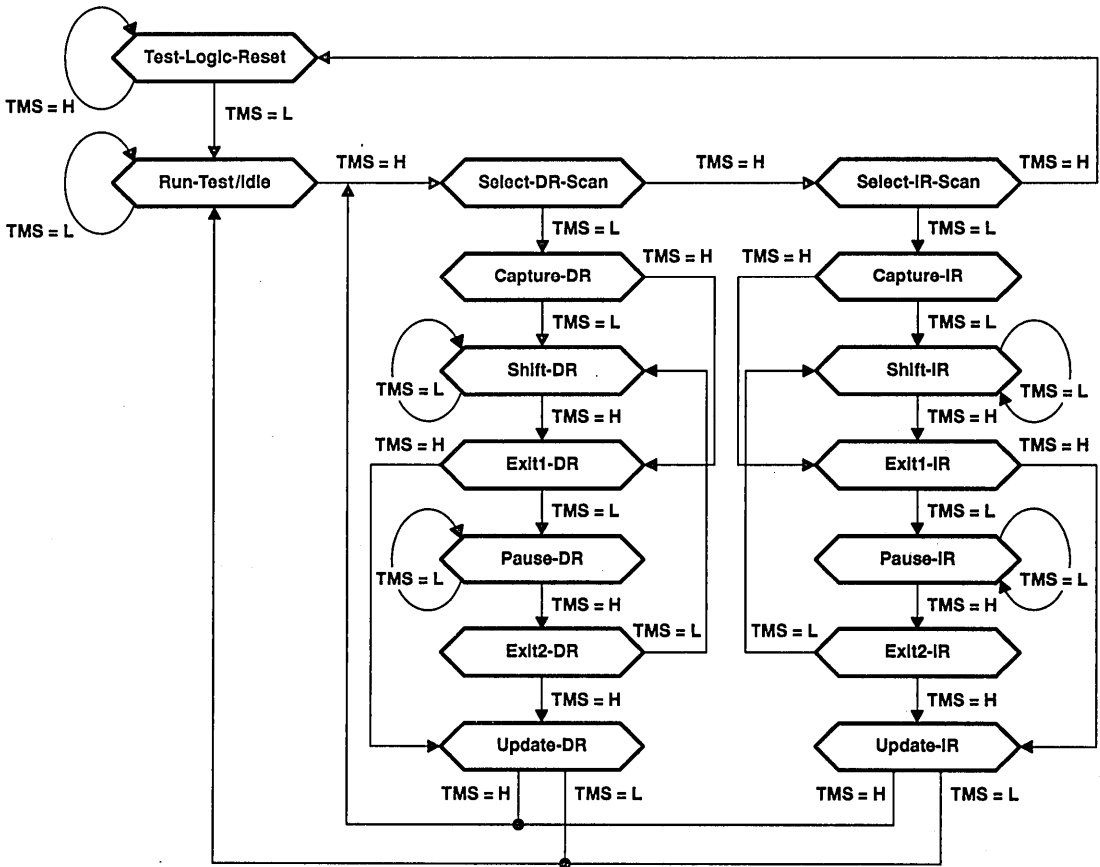 Test-Logic-Reset
TMS = H
TMS = L
Run-Test/Idle
TMS = L
TMS = H
Select-DR-Scan
TMS = H
Select-IR-Scan
TMS = H
TMS = L
TMS = L
Capture-DR
TMS = H
TMS = H
Capture-IR
TMS = L
TMS = L
Shift-DR
TMS = L
Shift-IR
TMS = L
TMS = H
TMS = H
TMS = H
Exit1-DR
Exit1-IR
TMS = H
TMS = L
TMS = L
Pause-DR
TMS = L
Pause-IR
TMS = L
TMS = H
TMS = H
Exit2-DR
TMS = L
TMS = L
Exit2-IR
TMS = H
TMS = H
Update-DR
Update-IR
TMS = H
TMS = L
TMS = H
TMS = L